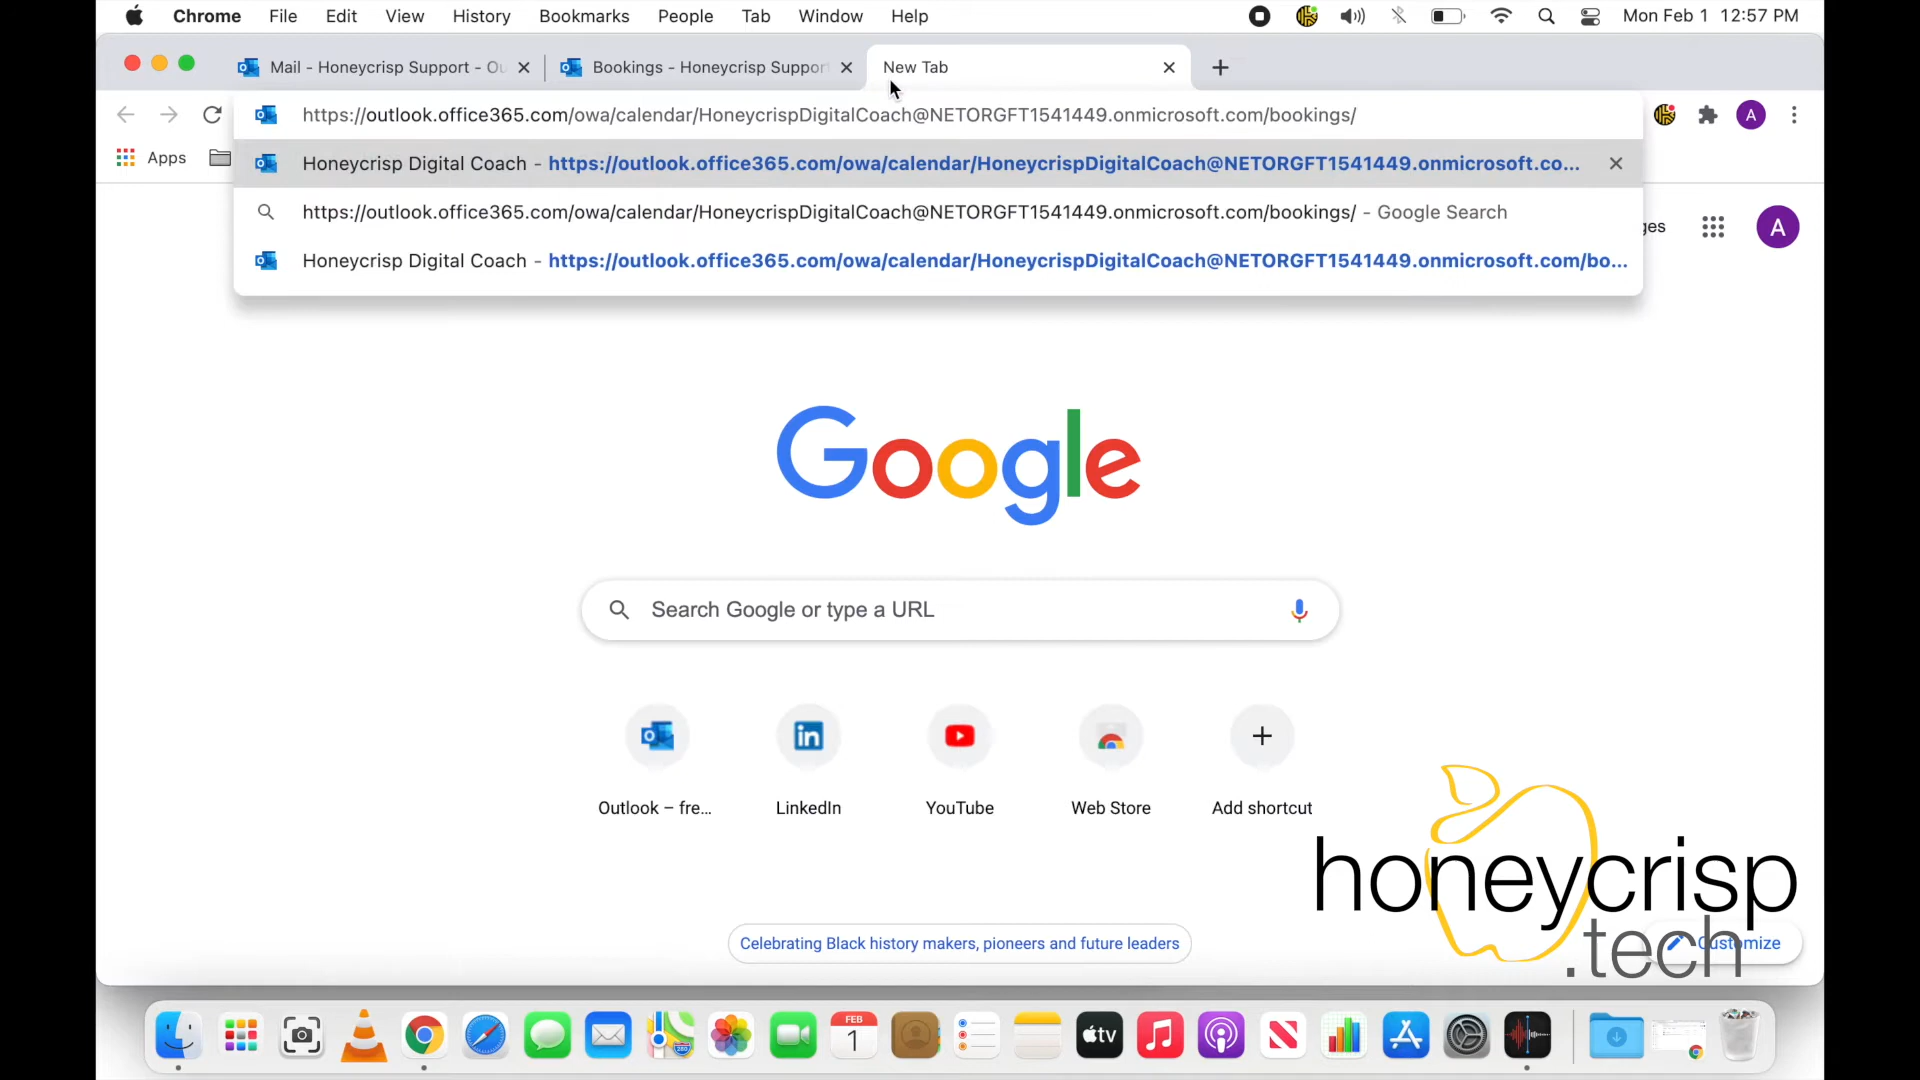 Chrome File Edit View History Bookmarks People Tab Window Help Mon Feb 1 12:57 PM
Mail - Honeycrisp Support - Ou Bookings - Honeycrisp Support New Tab
https://outlook.office365.com/owa/calendar/HoneycrispDigitalCoach@NETORGFT1541449.onmicrosoft.com/bookings/
A
Apps
Honeycrisp Digital Coach - https://outlook.office365.com/owa/calendar/HoneycrispDigitalCoach@NETORGFT1541449.onmicrosoft.co...
https://outlook.office365.com/owa/calendar/HoneycrispDigitalCoach@NETORGFT1541449.onmicrosoft.com/bookings/ - Google Search
ges A
Honeycrisp Digital Coach - https://outlook.office365.com/owa/calendar/HoneycrispDigitalCoach@NETORGFT1541449.onmicrosoft.com/bo...
Google
Search Google or type a URL
Outlook – fre... LinkedIn YouTube Web Store Add shortcut
honeycrisp
.tech
Celebrating Black history makers, pioneers and future leaders Customize
FEB
1
tv